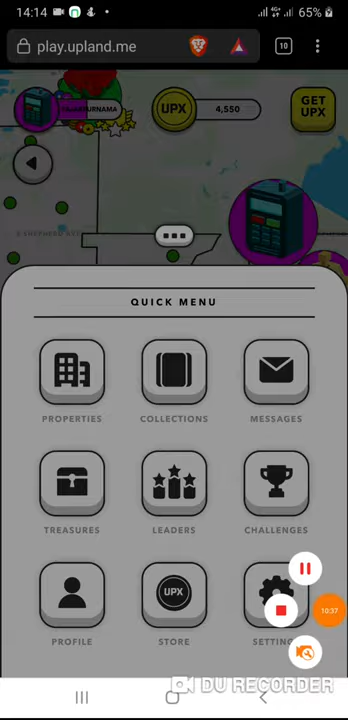 14:14
4G+
65%
play.upland.me
10
UPX
4,550
GET
UPX
QUICK MENU
PROPERTIES
COLLECTIONS
MESSAGES
TREASURES
LEADERS
CHALLENGES
UPX
10:37
PROFILE
STORE
DU RECORDER